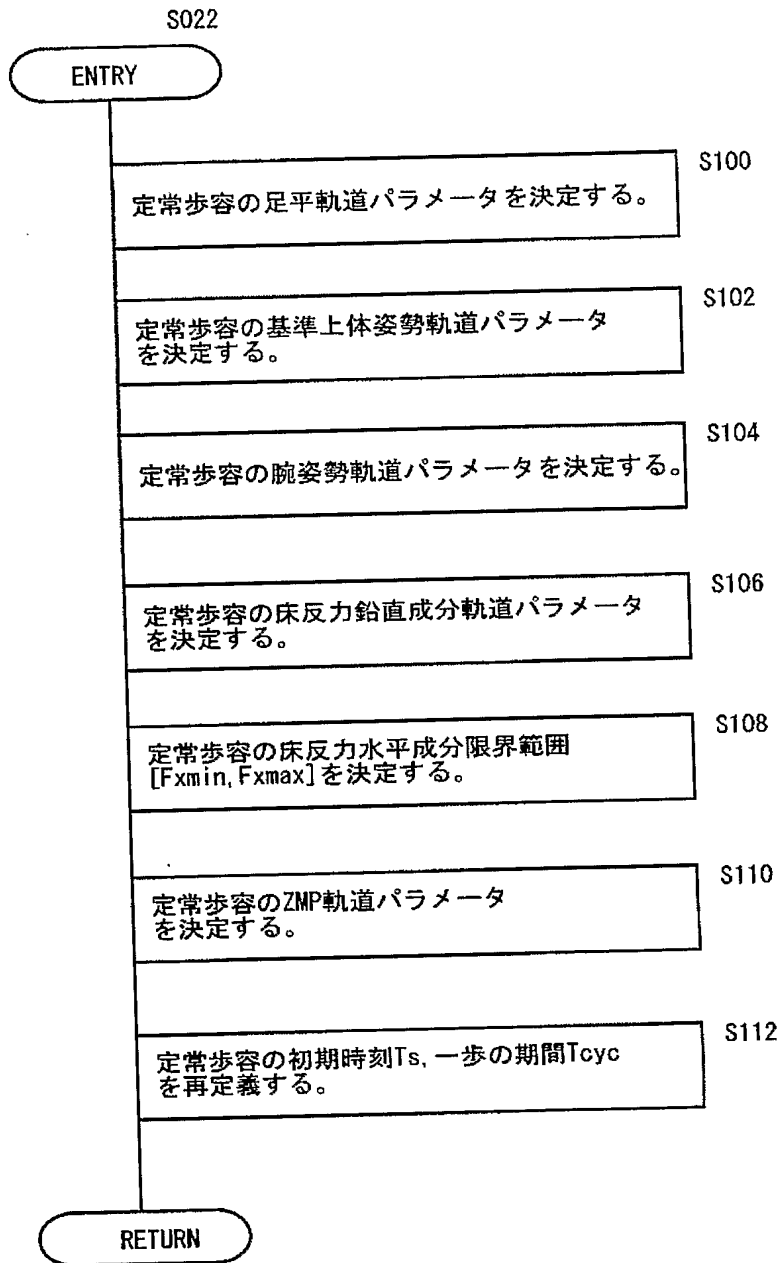 S022
ENTRY
S100
定常歩容の足平軌道パラメータを決定する。
S102
定常歩容の基準上体姿勢軌道パラメータ
を決定する。
S104
定常歩容の腕姿勢軌道パラメータを決定する。
S106
定常歩容の床反力鉛直成分軌道パラメータ
を決定する。
S108
定常歩容の床反力水平成分限界範囲
[Fxmin,Fxmax]を決定する。
S110
定常歩容のZMP軌道パラメータ
を決定する。
S112
定常歩容の初期時刻Ts,一歩の期間Tcyc
を再定義する。
RETURN